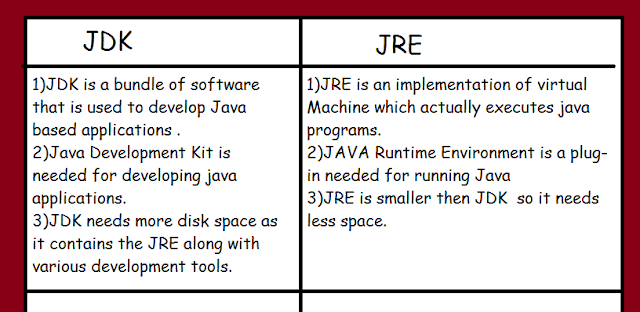 JDK
JRE
1)JDK is a bundle of software
that is used to develop Java
based applications .
2)Java Development Kit is
needed for developing java
applications.
3)JDK needs more disk space as
it contains the JRE along with
various development tools.
1)JRE is an implementation of virtual
Machine which actually executes java
programs.
2)JAVA Runtime Environment is a plug-
in needed for running Java
3)JRE is smaller then JDK  so it needs
less space.